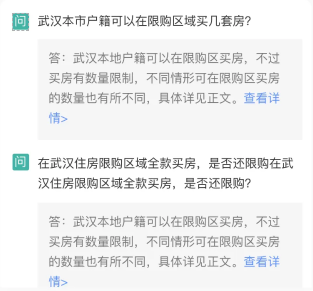 问 武汉本市户籍可以在限购区域买几套房?
答：武汉本地户籍可以在限购区买房，不过
买房有数量限制，不同情形可在限购区买房
的数量也有所不同，具体详见正文。查看详
情>
问 在武汉住房限购区域全款买房，是否还限购在武
汉住房限购区域全款买房，是否还限购?
答：武汉本地户籍可以在限购区买房，不过
买房有数量限制，不同情形可在限购区买房
的数量也有所不同，具体详见正文。查看详
情>